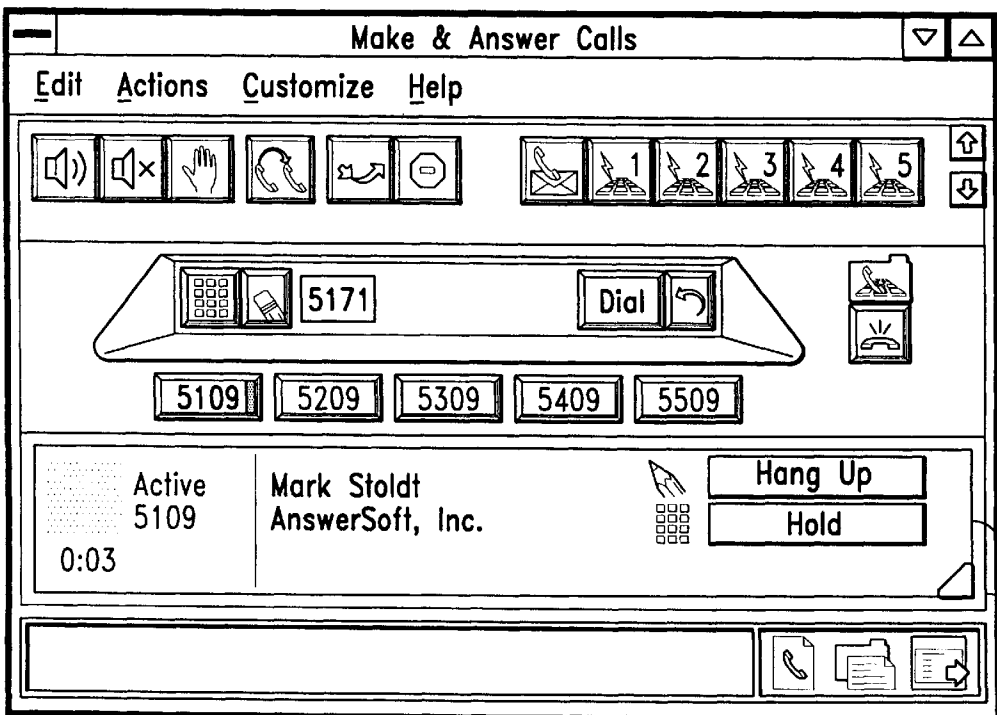 Make & Answer Calls
Edit Actions Customize Help
1 2 3 4 5
5171 Dial
5109 5209 5309 5409 5509
Active Mark Stoldt Hang Up
5109 AnswerSoft, Inc. Hold
0:03